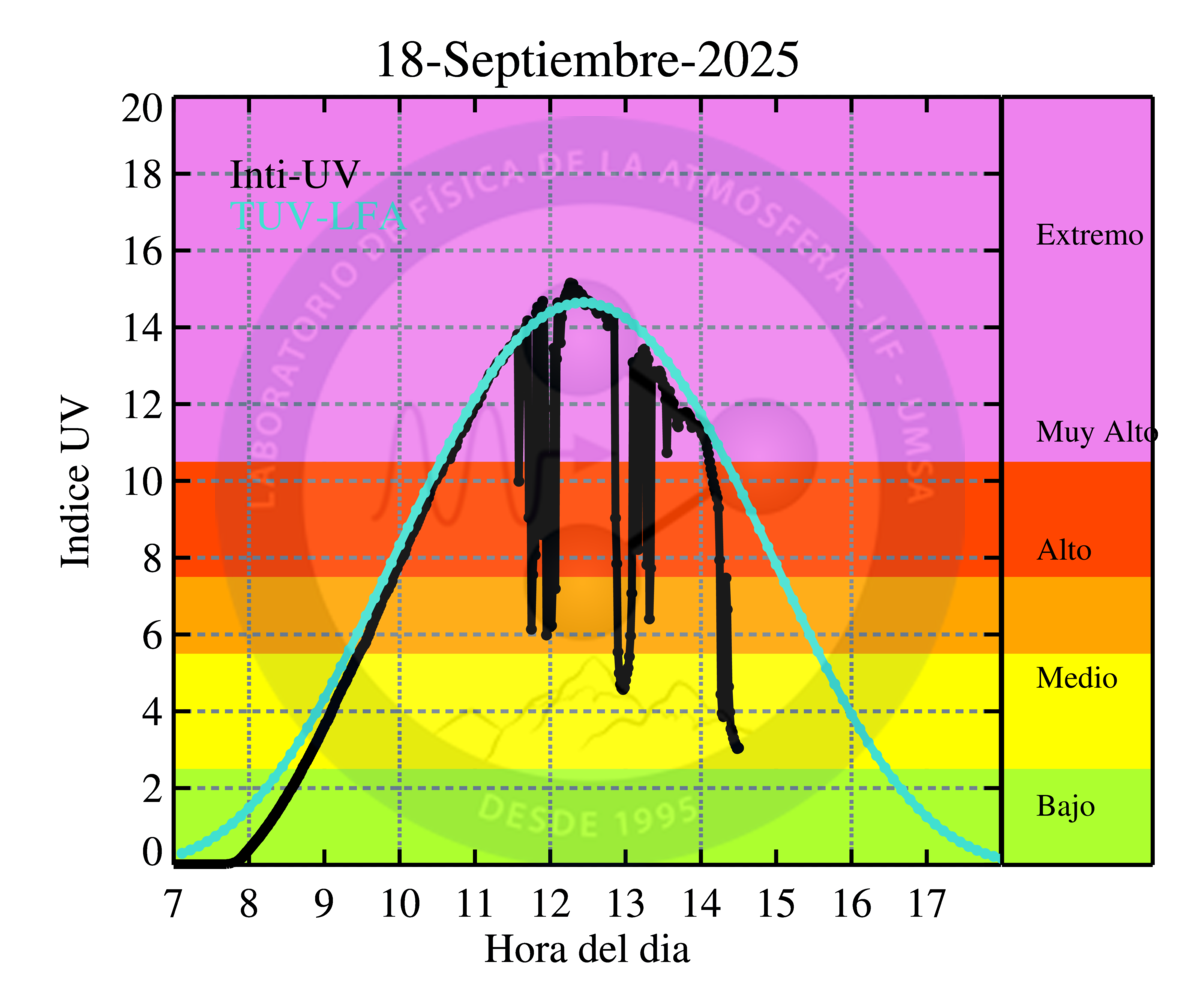 18-Septiembre-2025
20
18
16
14
12
10
8
6
4
2
0
Indice UV
Inti-UV
TUV-LFA
LABORATORIO DE FÍSICA DE LA ATMÓSFERA - IIF - UMSA
DESDE 1995
Extremo
Muy Alto
Alto
Medio
Bajo
7 8 9 10 11 12 13 14 15 16 17
Hora del dia